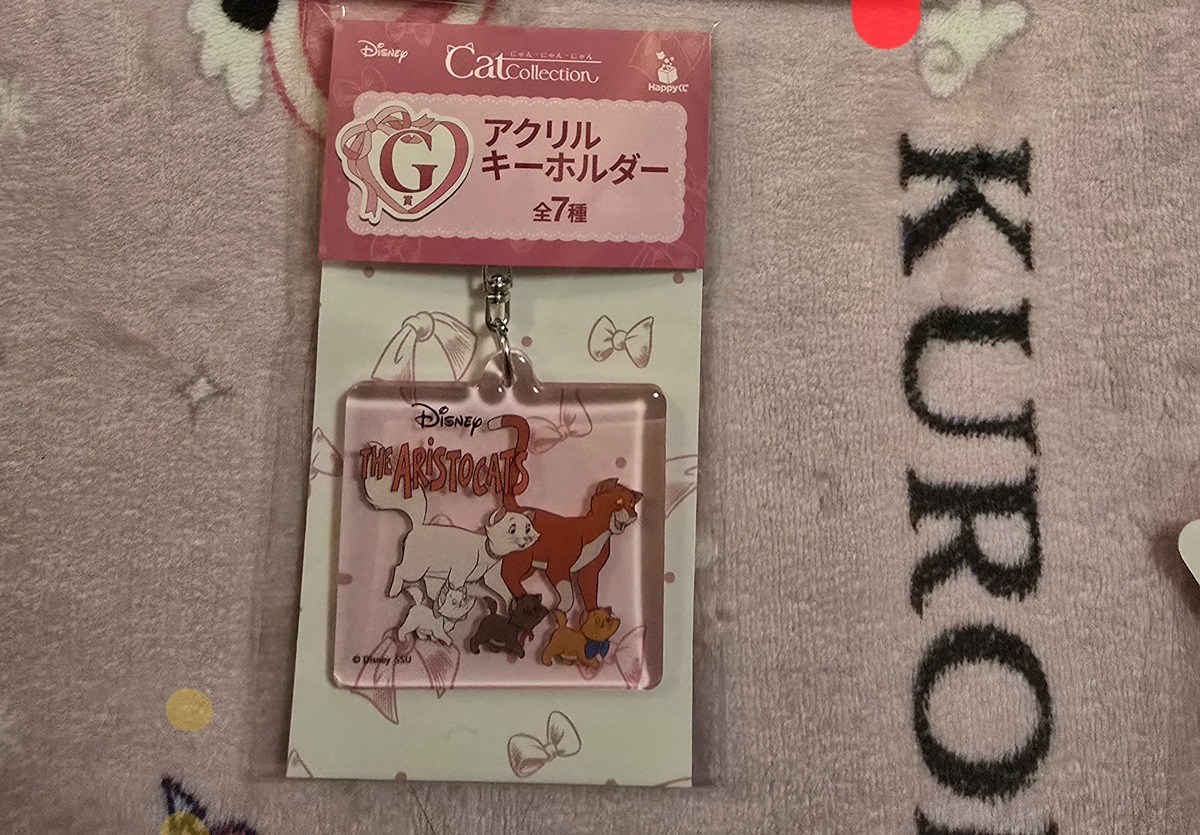 Disney
にゃん・にゃん・にゃん
Cat Collection
Happyくじ
G
賞
アクリル
キーホルダー
全7種
Disney
THE ARISTOCATS
© Disney SSU
KURO